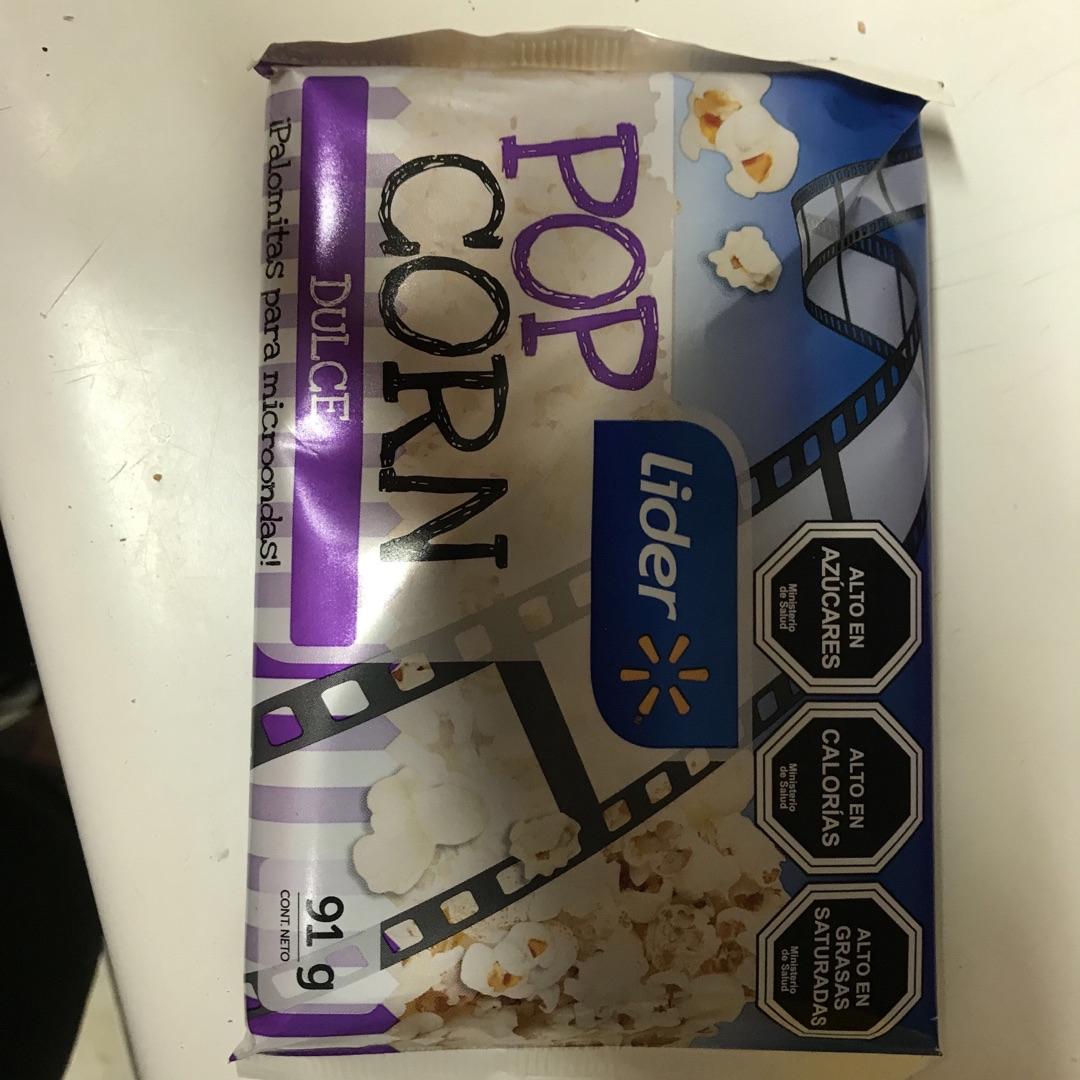 ALTO EN
AZÚCARES
Ministerio
de Salud
ALTO EN
CALORÍAS
Ministerio
de Salud
ALTO EN
GRASAS
SATURADAS
Ministerio
de Salud
Lider
®
POP
CORN
DULCE
¡Palomitas para microondas!
91 g
CONT. NETO